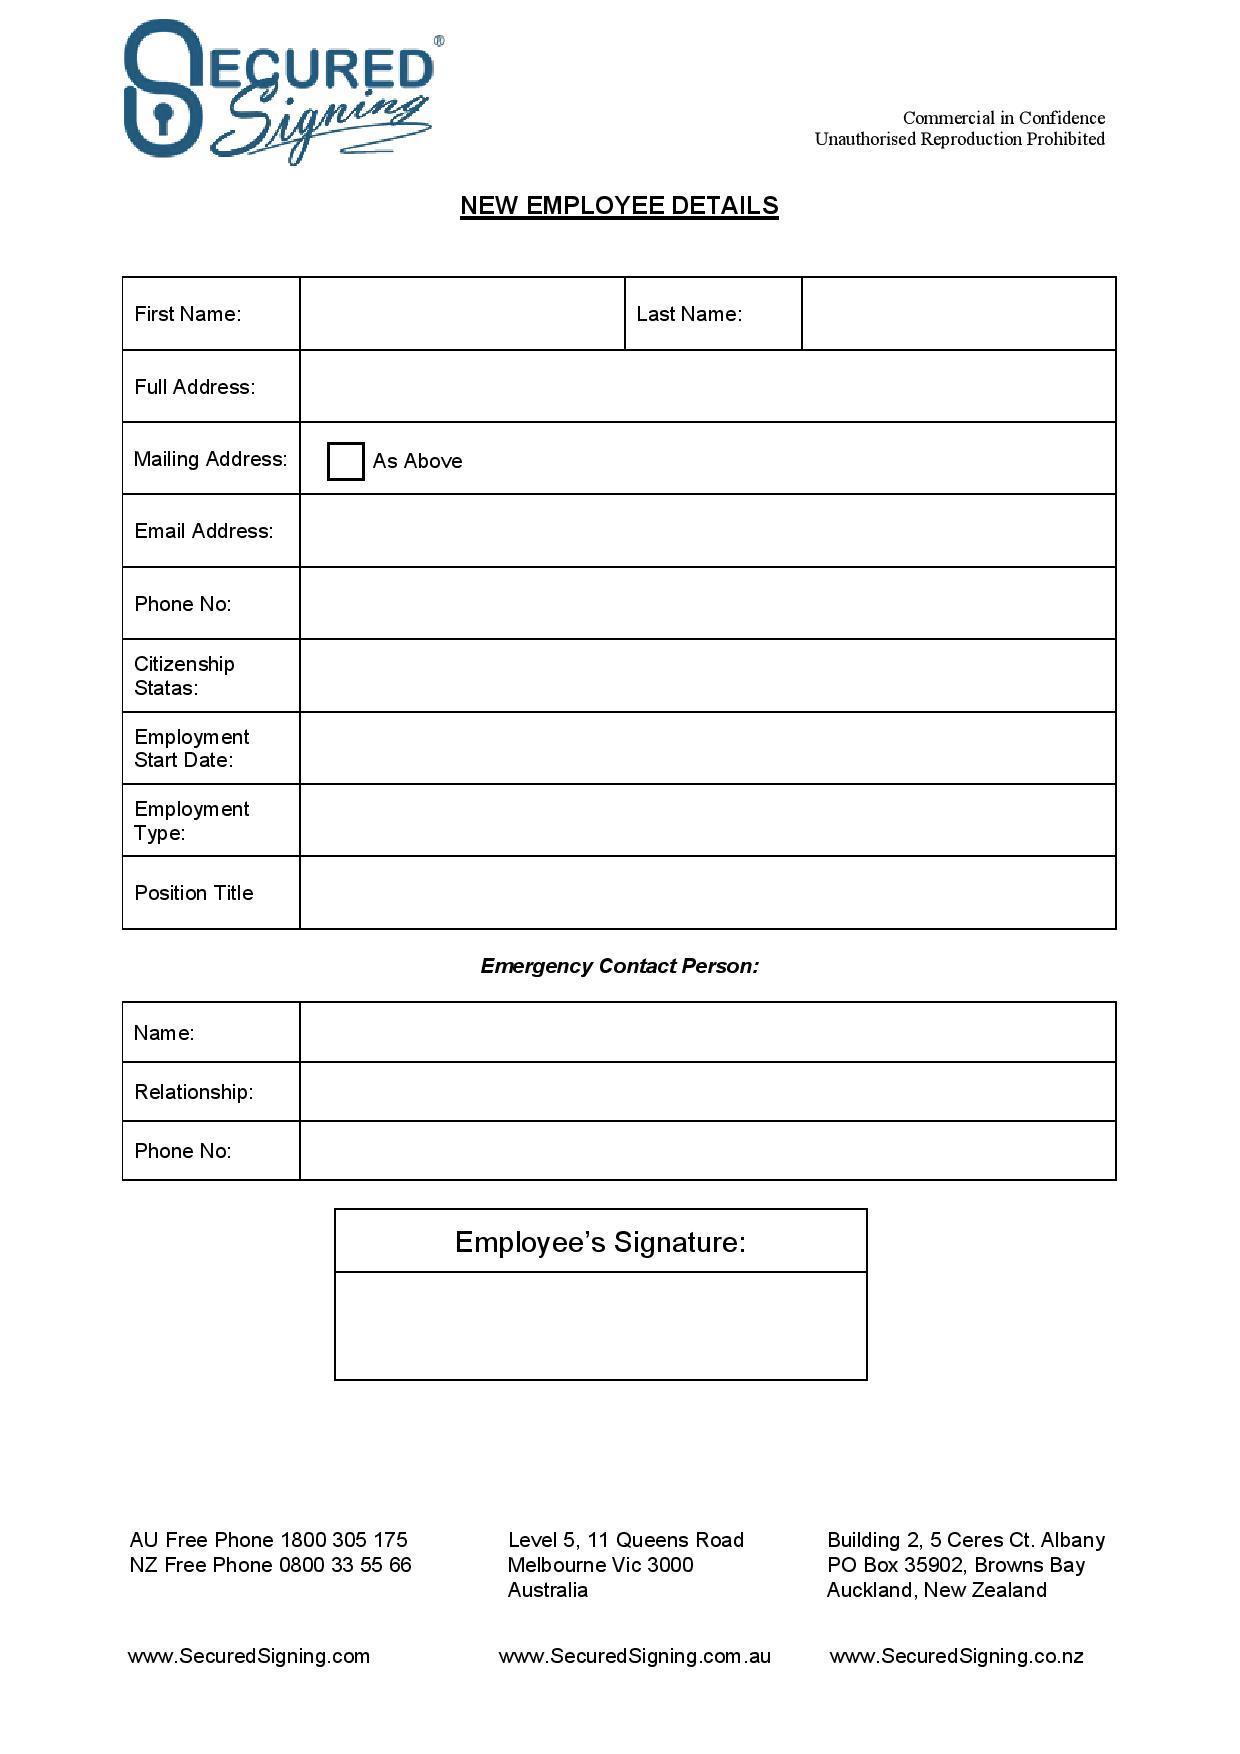 SECURED®
Signing
Commercial in Confidence
Unauthorised Reproduction Prohibited
NEW EMPLOYEE DETAILS
First Name:
Last Name:
Full Address:
Mailing Address:
As Above
Email Address:
Phone No:
Citizenship
Statas:
Employment
Start Date:
Employment
Type:
Position Title
Emergency Contact Person:
Name:
Relationship:
Phone No:
Employee’s Signature:
AU Free Phone 1800 305 175
NZ Free Phone 0800 33 55 66
Level 5, 11 Queens Road
Melbourne Vic 3000
Australia
Building 2, 5 Ceres Ct. Albany
PO Box 35902, Browns Bay
Auckland, New Zealand
www.SecuredSigning.com
www.SecuredSigning.com.au
www.SecuredSigning.co.nz